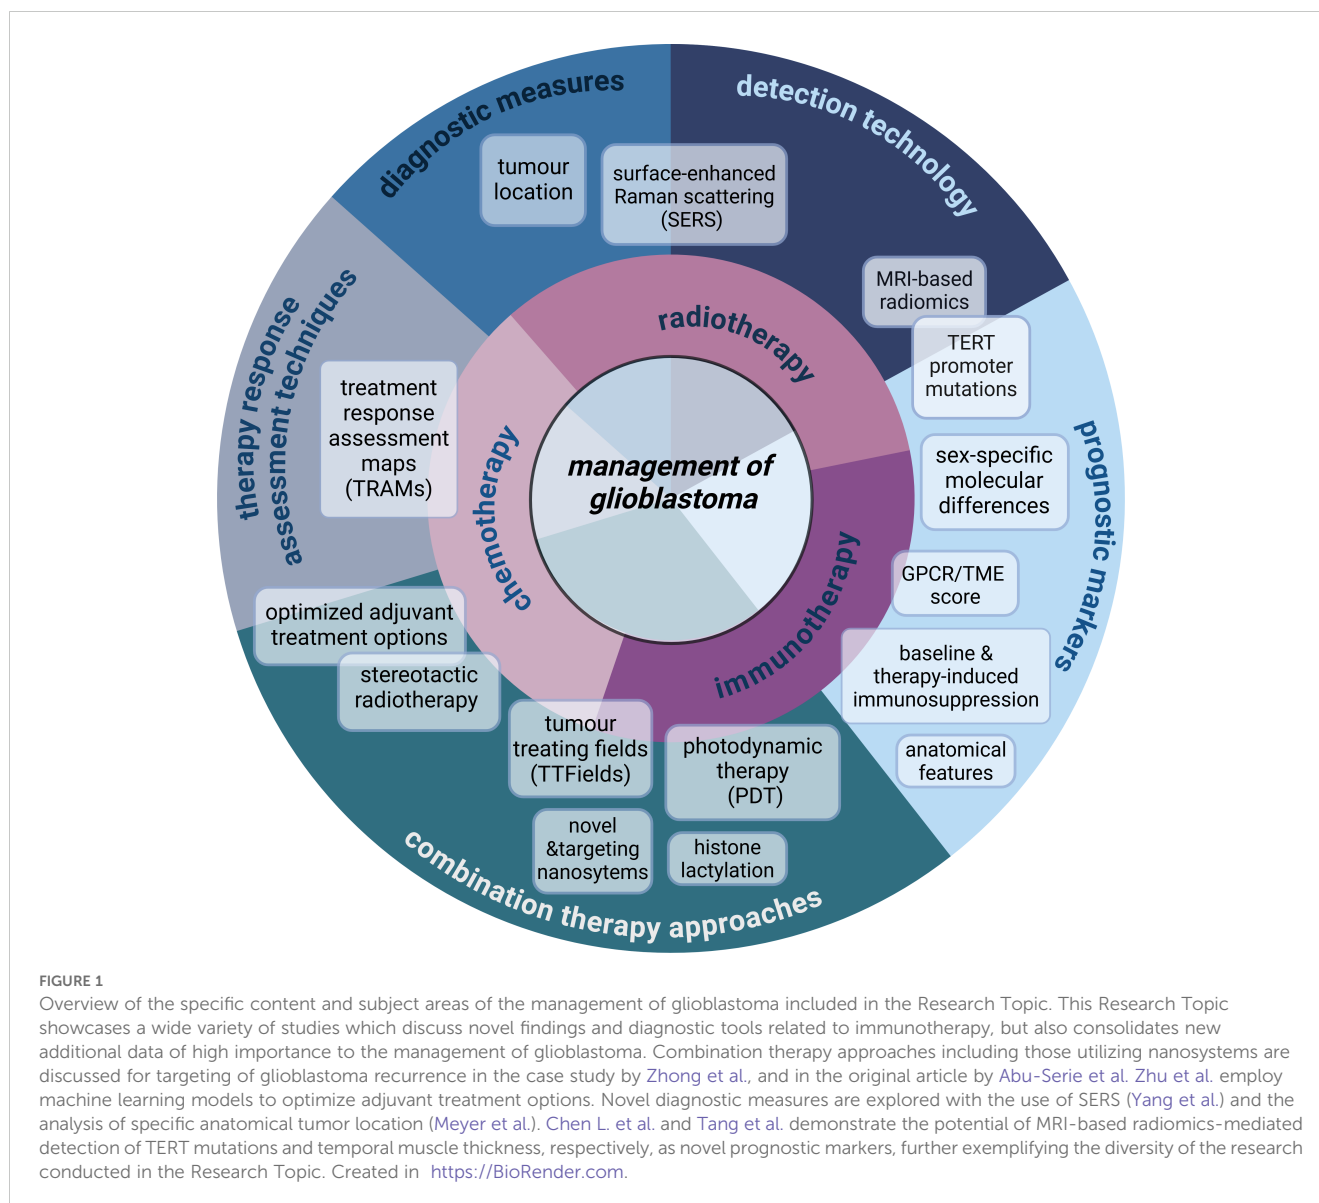 diagnostic measures
detection technology
tumour
location
surface-enhanced
Raman scattering
(SERS)
MRI-based
radiomics
TERT
promoter
mutations
therapy response
assessment techniques
treatment
response
assessment
maps
(TRAMs)
radiotherapy
chemotherapy
immunotherapy
management of
glioblastoma
prognostic markers
sex-specific
molecular
differences
GPCR/TME
score
baseline &
therapy-induced
immunosuppression
anatomical
features
optimized adjuvant
treatment options
stereotactic
radiotherapy
tumour
treating fields
(TTFields)
photodynamic
therapy
(PDT)
novel
&targeting
nanosytems
histone
lactylation
combination therapy approaches
FIGURE 1
Overview of the specific content and subject areas of the management of glioblastoma included in the Research Topic. This Research Topic
showcases a wide variety of studies which discuss novel findings and diagnostic tools related to immunotherapy, but also consolidates new
additional data of high importance to the management of glioblastoma. Combination therapy approaches including those utilizing nanosystems are
discussed for targeting of glioblastoma recurrence in the case study by Zhong et al., and in the original article by Abu-Serie et al. Zhu et al. employ
machine learning models to optimize adjuvant treatment options. Novel diagnostic measures are explored with the use of SERS (Yang et al.) and the
analysis of specific anatomical tumor location (Meyer et al.). Chen L. et al. and Tang et al. demonstrate the potential of MRI-based radiomics-mediated
detection of TERT mutations and temporal muscle thickness, respectively, as novel prognostic markers, further exemplifying the diversity of the research
conducted in the Research Topic. Created in https://BioRender.com.